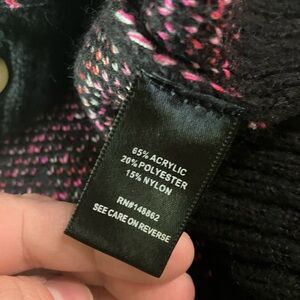 65% ACRYLIC
20% POLYESTER
15% NYLON
RN#148862
SEE CARE ON REVERSE